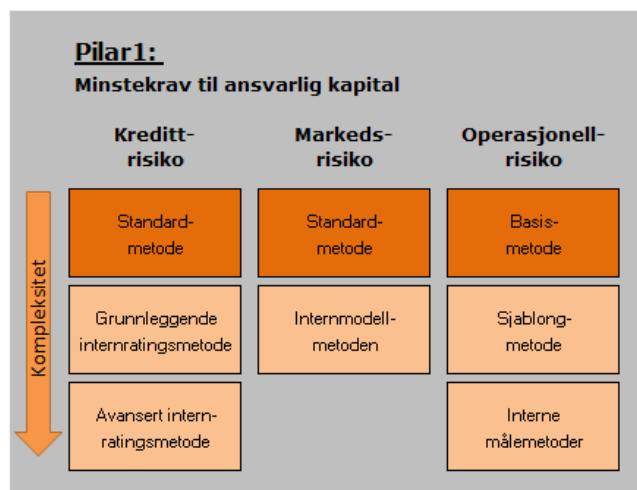 Pilar1:
Minstekrav til ansvarlig kapital
Kreditt-
risiko
Markeds-
risiko
Operasjonell-
risiko
Kompleksitet
Standard-
metode
Standard-
metode
Basis-
metode
Grunnleggende
internratingsmetode
Internmodell-
metoden
Sjablong-
metode
Avansert intern-
ratingsmetode
Interne
målemetoder